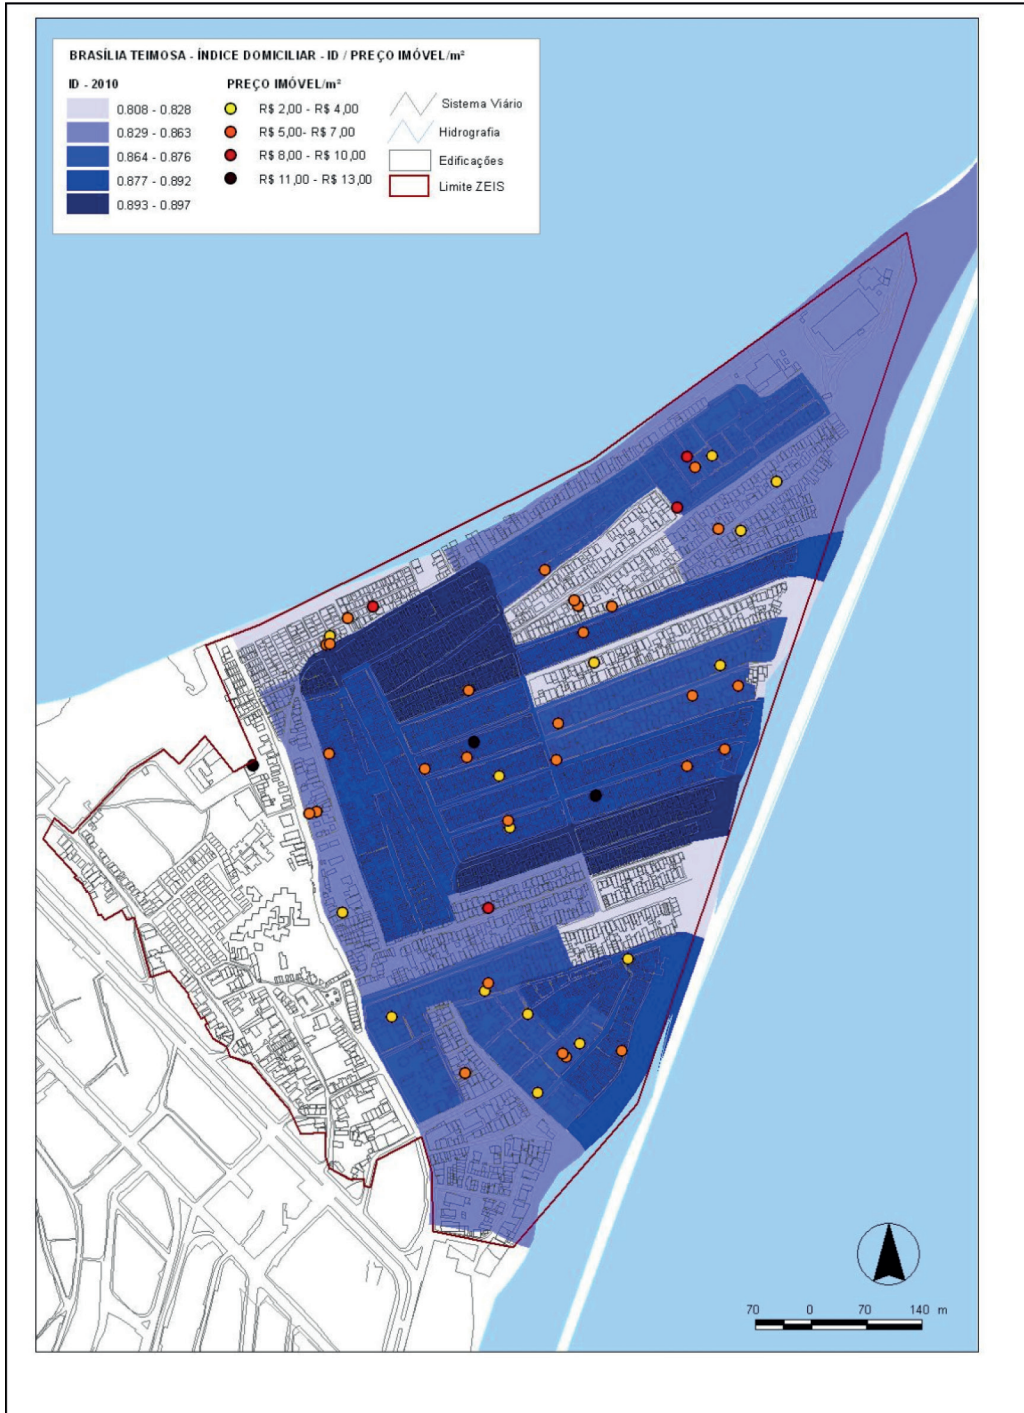 BRASÍLIA TEIMOSA - ÍNDICE DOMICILIAR - ID / PREÇO IMÓVEL/m²
ID - 2010
0.808 - 0.828
0.829 - 0.863
0.864 - 0.876
0.877 - 0.892
0.893 - 0.897
PREÇO IMÓVEL/m²
R$ 2,00 - R$ 4,00
R$ 5,00- R$ 7,00
R$ 8,00 - R$ 10,00
R$ 11,00 - R$ 13,00
Sistema Viário
Hidrografia
Edificações
Limite ZEIS
70 0 70 140 m